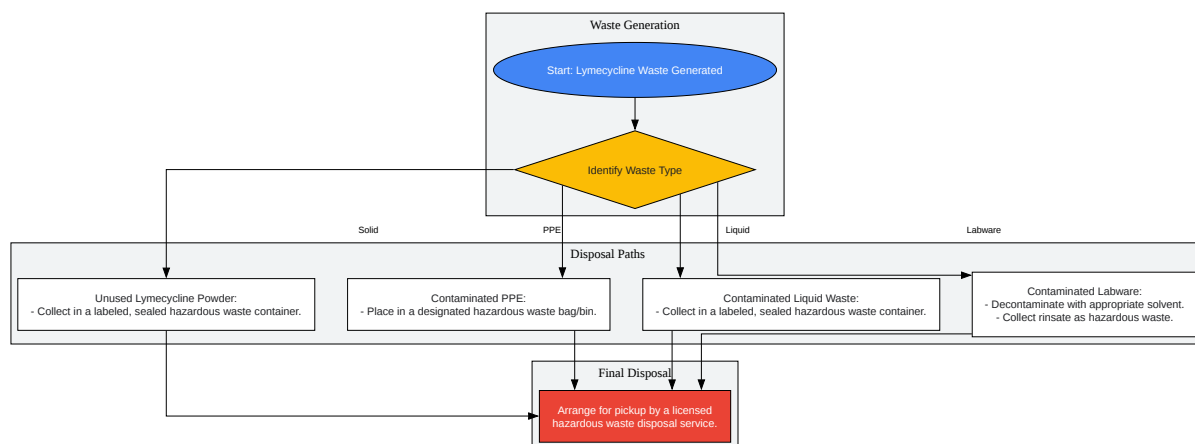 Waste Generation
Start: Lymecycline Waste Generated
Identify Waste Type
Solid
PPE
Liquid
Labware
Disposal Paths
Unused Lymecycline Powder:
- Collect in a labeled, sealed hazardous waste container.
Contaminated PPE:
- Place in a designated hazardous waste bag/bin.
Contaminated Liquid Waste:
- Collect in a labeled, sealed hazardous waste container.
Contaminated Labware:
- Decontaminate with appropriate solvent.
- Collect rinsate as hazardous waste.
Final Disposal
Arrange for pickup by a licensed
hazardous waste disposal service.